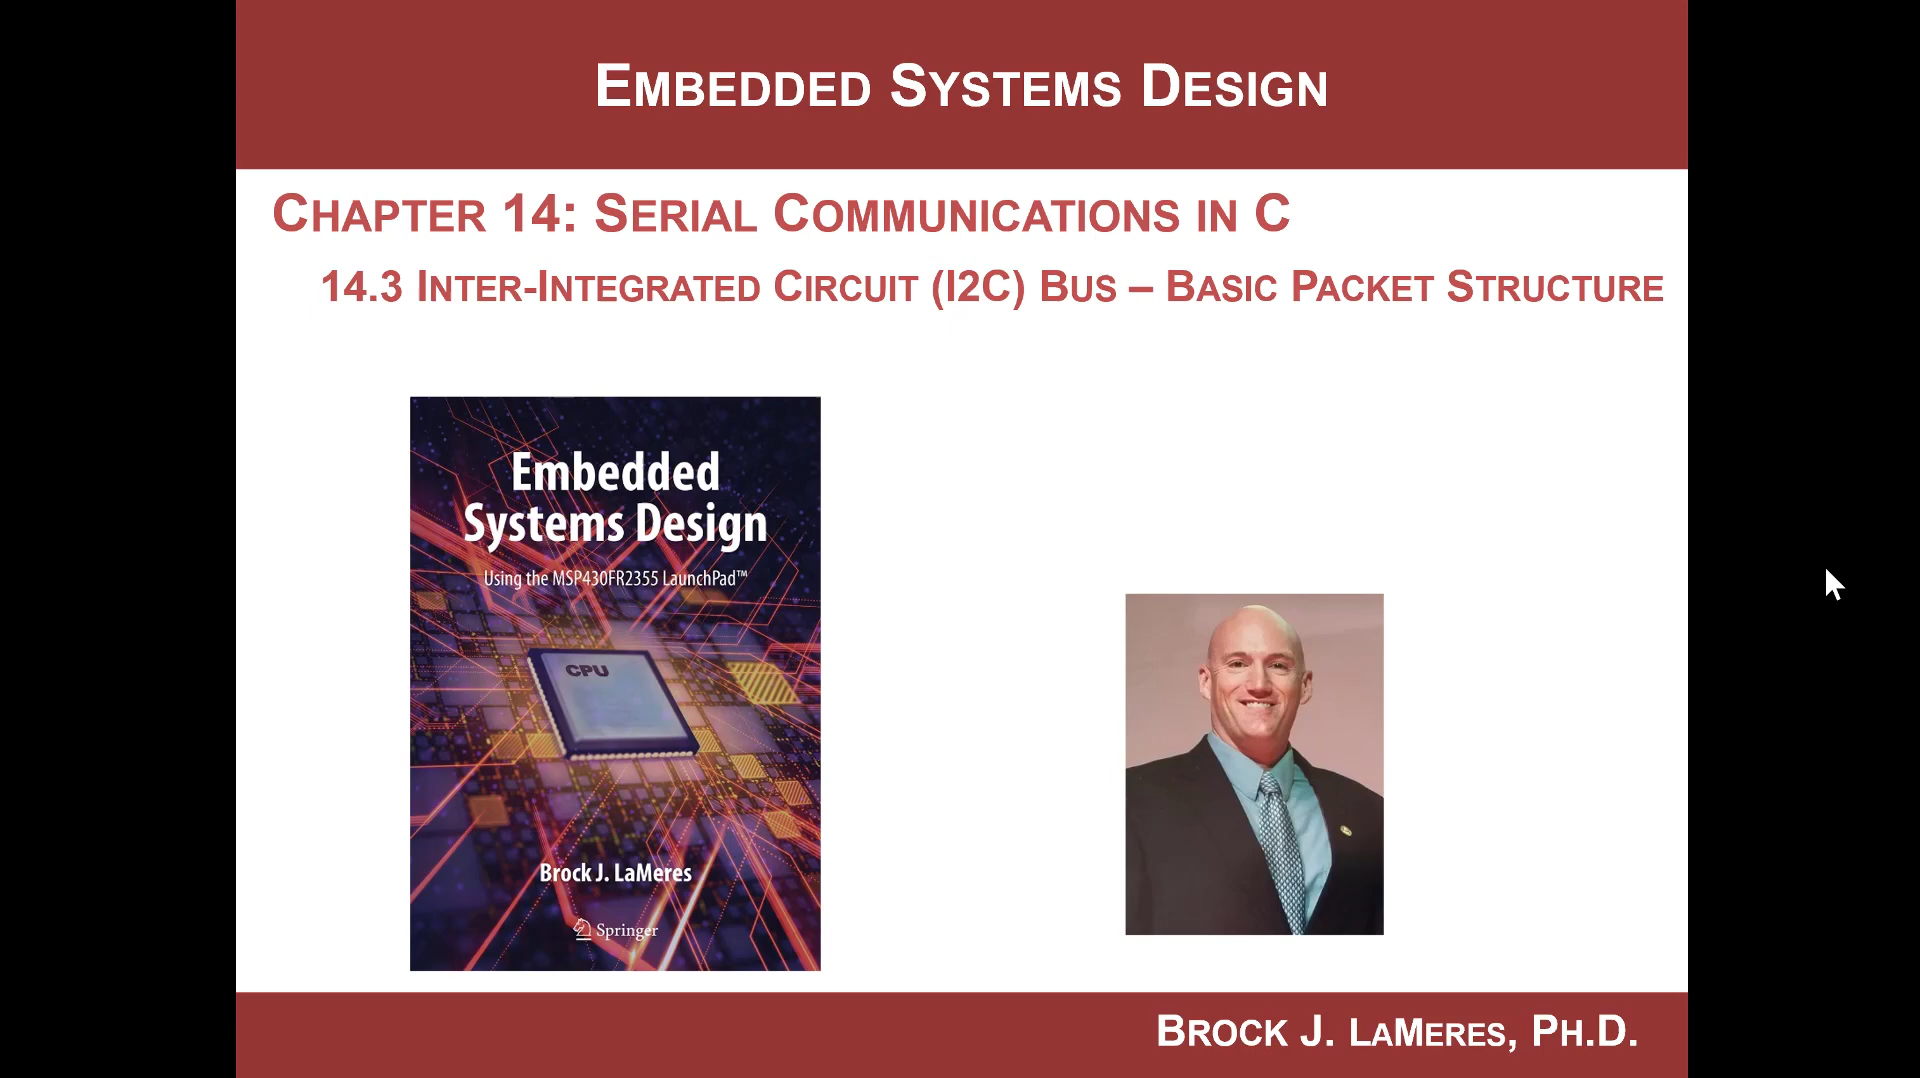 EMBEDDED SYSTEMS DESIGN
CHAPTER 14: SERIAL COMMUNICATIONS IN C
14.3 INTER-INTEGRATED CIRCUIT (I2C) BUS – BASIC PACKET STRUCTURE
Embedded
Systems Design
Using the MSP430FR2355 LaunchPad™
CPU
Brock J. LaMeres
Springer
BROCK J. LAMERES, PH.D.